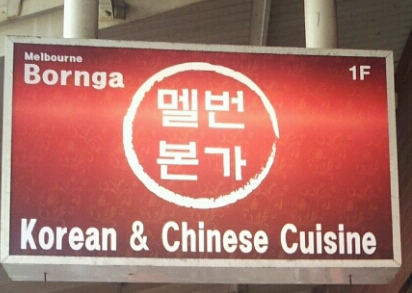 Melbourne
Bornga
1F
멜번
본가
Korean & Chinese Cuisine